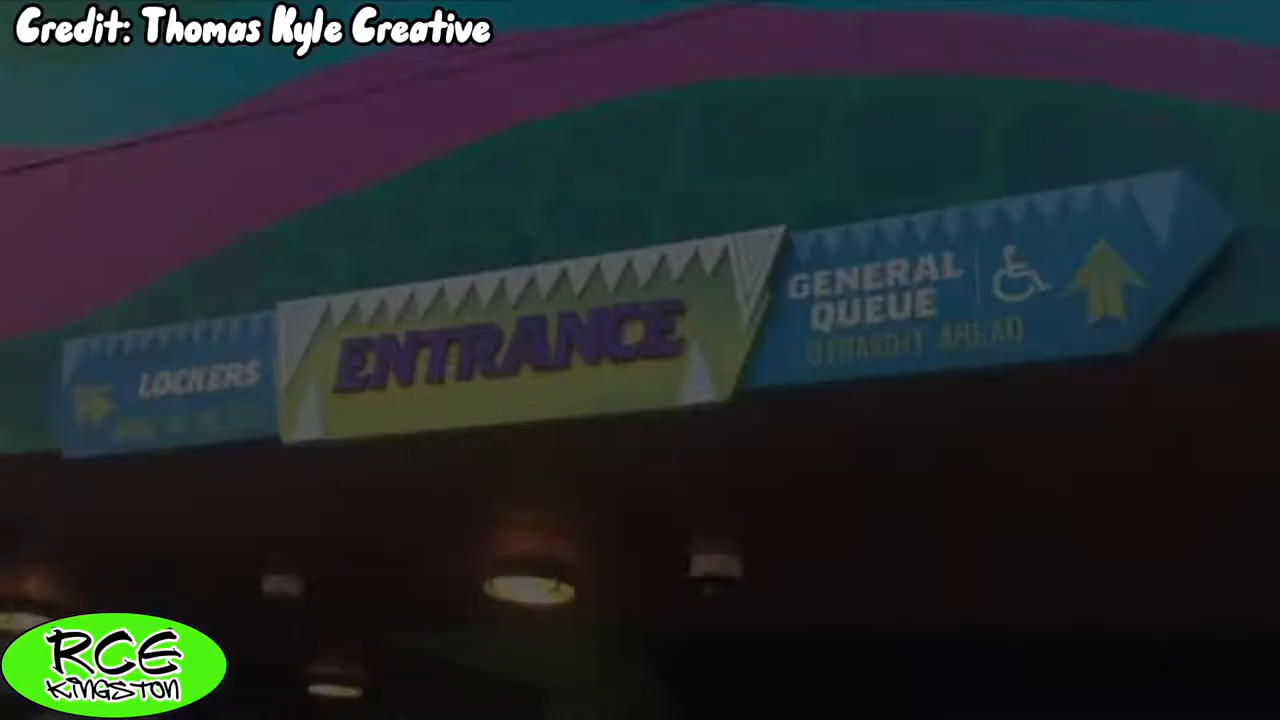 Credit: Thomas Kyle Creative
LOCKERS
ENTRANCE
GENERAL
QUEUE
STRAIGHT AHEAD
RCE
KINGSTON